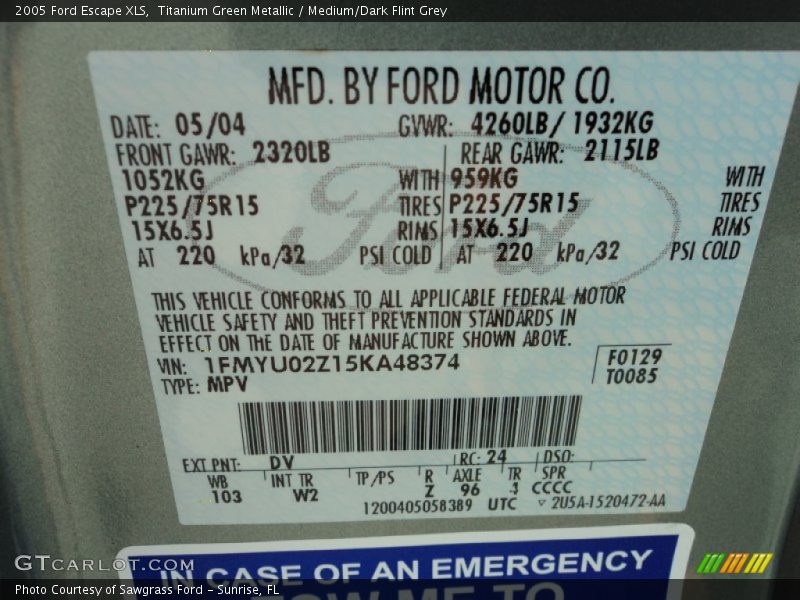 2005 Ford Escape XLS, Titanium Green Metallic / Medium/Dark Flint Grey
MFD. BY FORD MOTOR CO.
DATE: 05/04 GVWR: 4260LB/ 1932KG
FRONT GAWR: 2320LB REAR GAWR: 2115LB
1052KG WITH 959KG WITH
P225/75R15 TIRES P225/75R15 TIRES
15X6.5J RIMS 15X6.5J RIMS
AT 220 kPa/32 PSI COLD AT 220 kPa/32 PSI COLD
Ford
THIS VEHICLE CONFORMS TO ALL APPLICABLE FEDERAL MOTOR
VEHICLE SAFETY AND THEFT PREVENTION STANDARDS IN
EFFECT ON THE DATE OF MANUFACTURE SHOWN ABOVE.
VIN: 1FMYU02Z15KA48374 F0129
TYPE: MPV T0085
EXT PNT: DV RC: 24 DSO:
WB INT TR TP/PS R AXLE TR SPR
103 W2 Z 96 CCCC
1200405058389 UTC 2U5A-1520472-AA
IN CASE OF AN EMERGENCY
GTCARLOT.COM
Photo Courtesy of Sawgrass Ford – Sunrise, FL